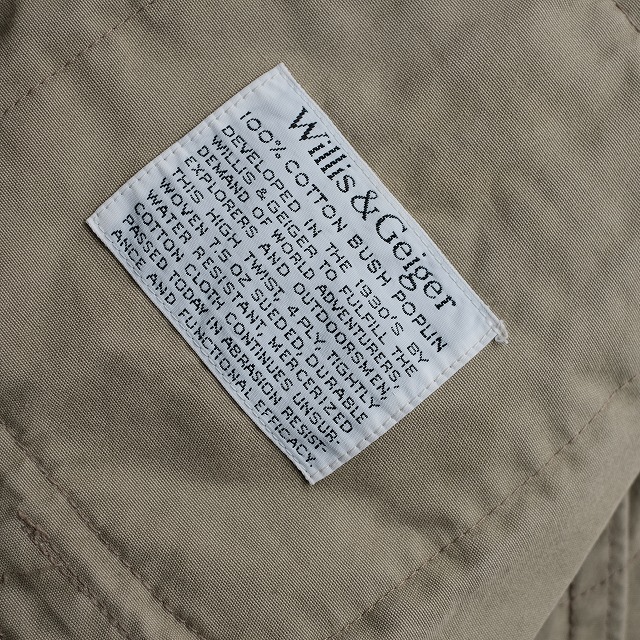 Willis & Geiger
100% COTTON BUSH POPLIN
DEVELOPED IN THE 1930'S BY
WILLIS & GEIGER TO FULFILL THE
DEMAND OF WORLD ADVENTURERS,
EXPLORERS AND OUTDOORSMEN,
THIS HIGH TWIST, 4 PLY, TIGHTLY
WOVEN 7.5 OZ SUEDED, DURABLE
WATER RESISTANT MERCERIZED
COTTON CLOTH CONTINUES UNSUR-
PASSED TODAY IN ABRASION RESIST-
ANCE AND FUNCTIONAL EFFICACY